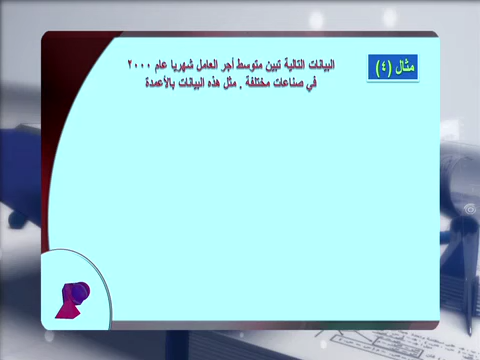 مثال (٤)
البيانات التالية تبين متوسط أجر العامل شهريا عام ٢٠٠٠
في صناعات مختلفة , مثل هذه البيانات بالأعمدة